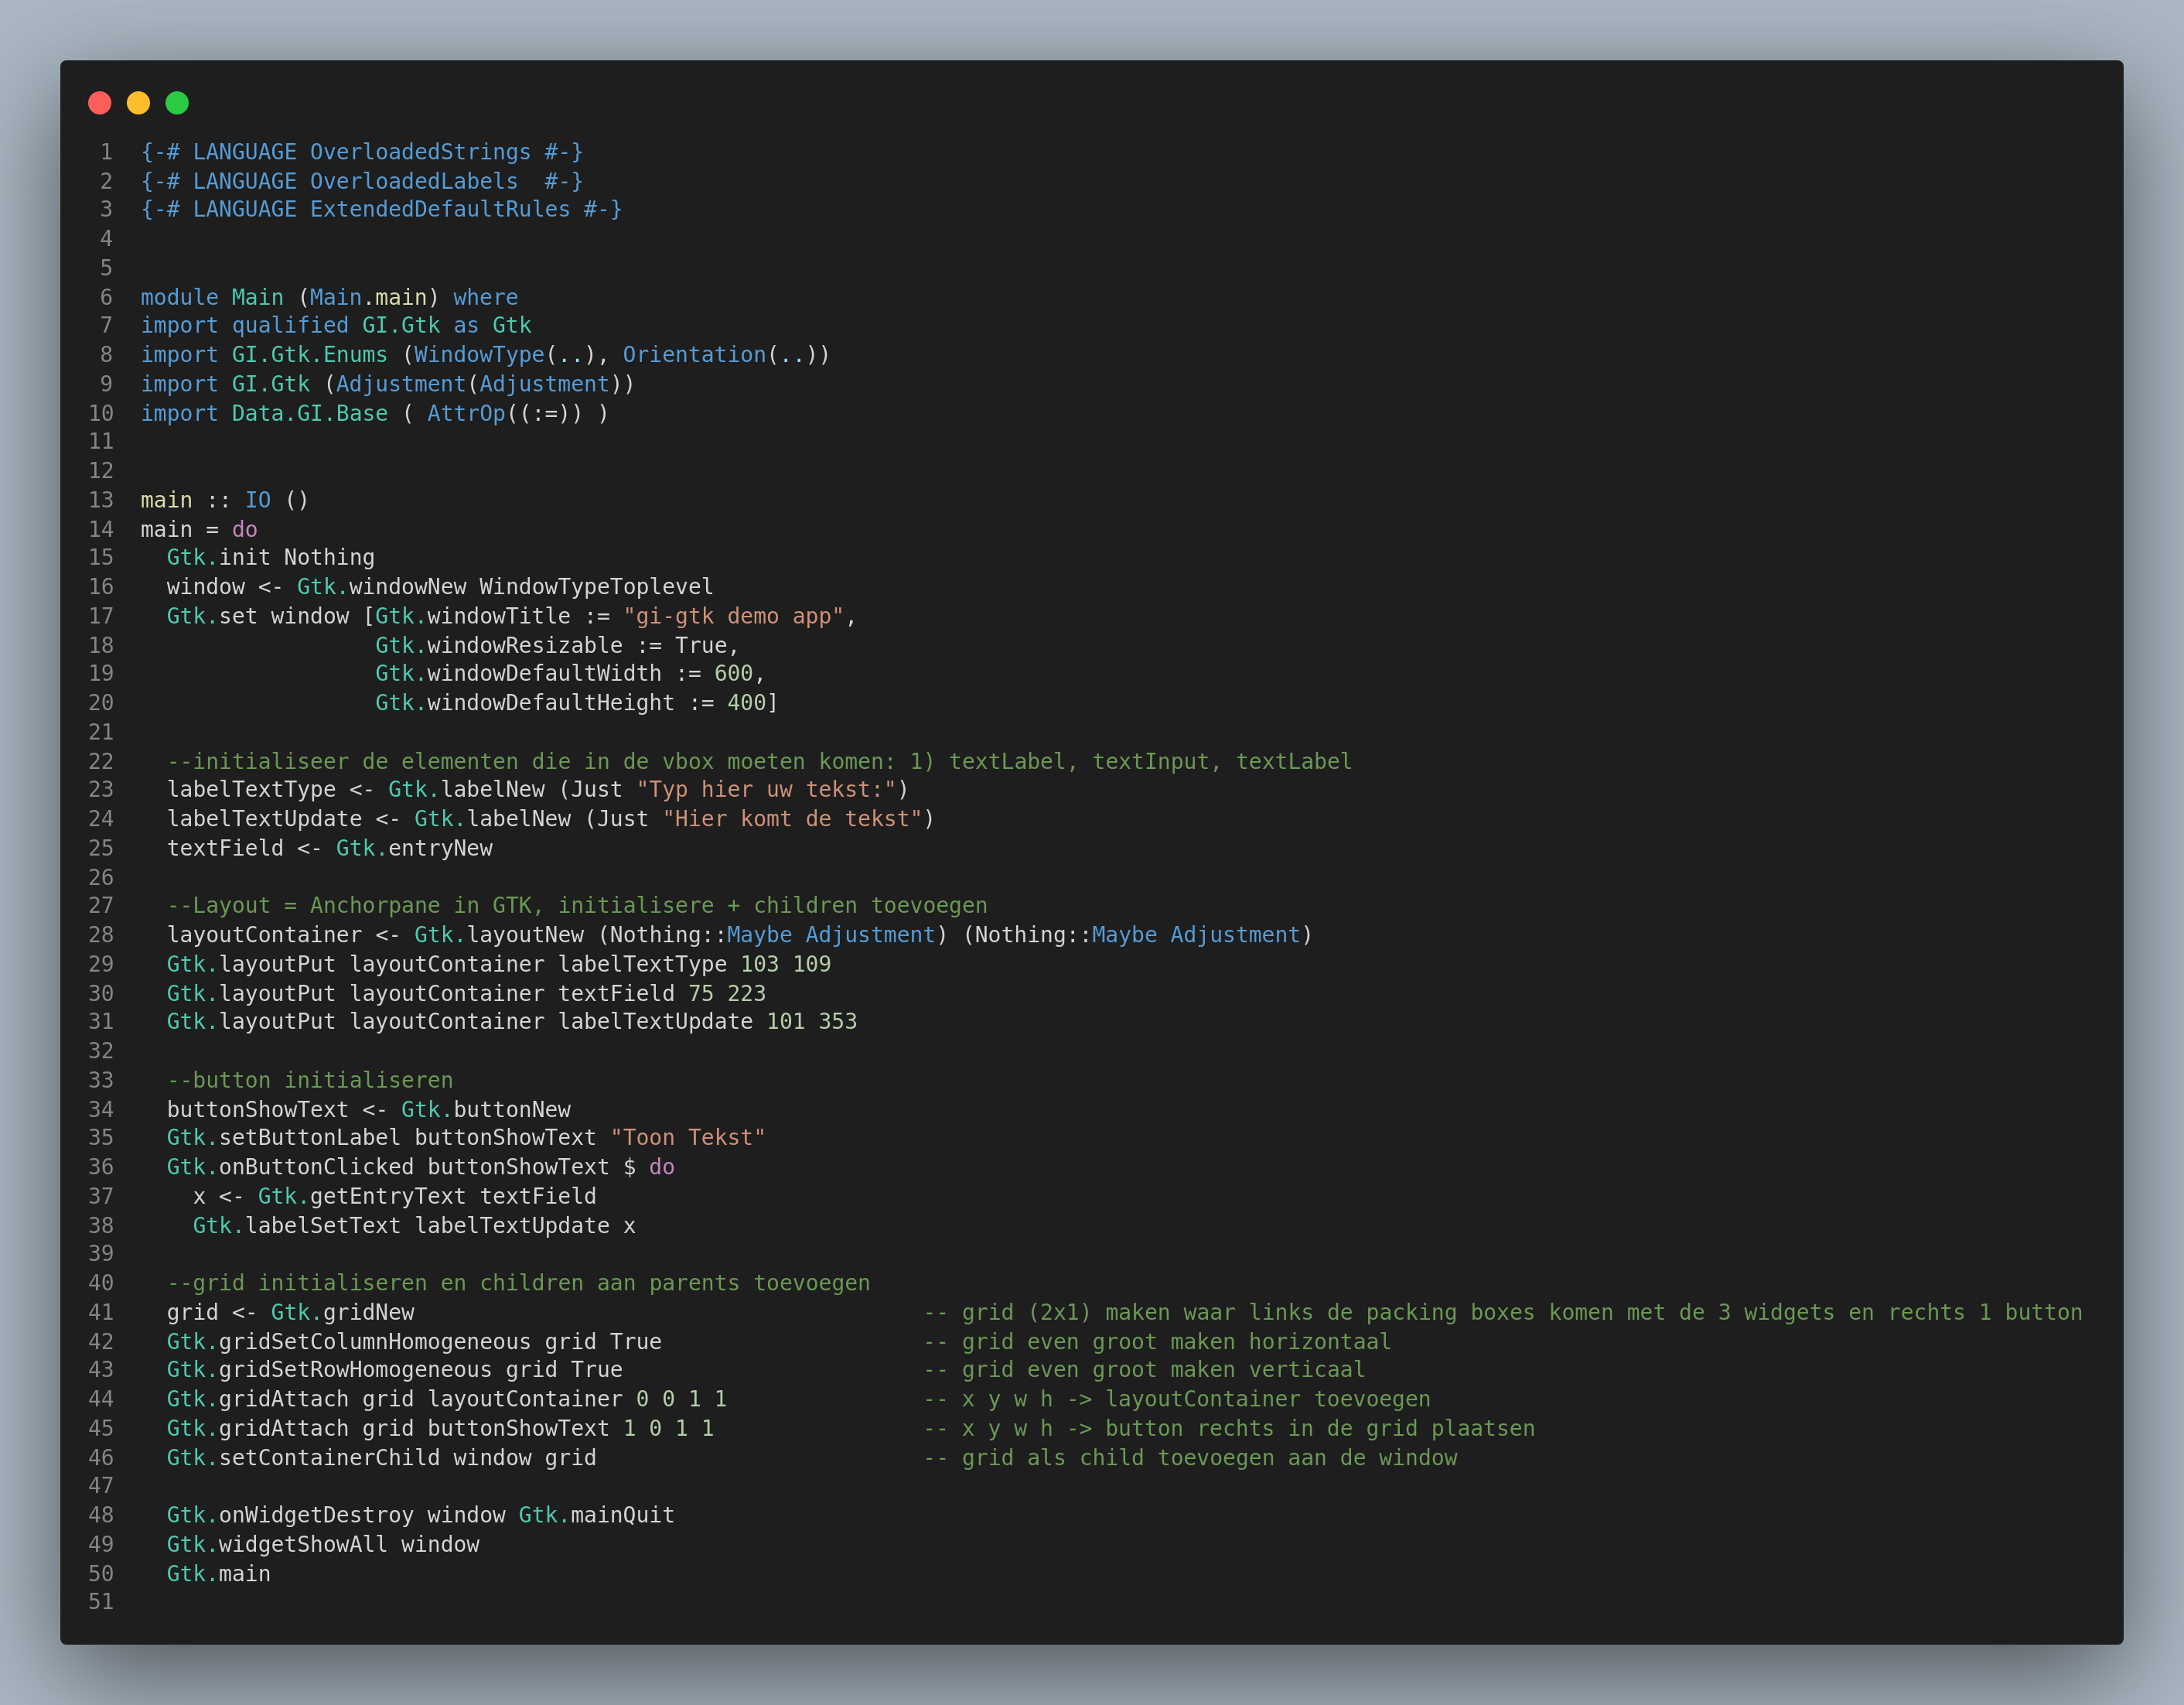 1 {-# LANGUAGE OverloadedStrings #-}
2 {-# LANGUAGE OverloadedLabels  #-}
3 {-# LANGUAGE ExtendedDefaultRules #-}
4
5
6 module Main (Main.main) where
7 import qualified GI.Gtk as Gtk
8 import GI.Gtk.Enums (WindowType(..), Orientation(..))
9 import GI.Gtk (Adjustment(Adjustment))
10 import Data.GI.Base ( AttrOp((:=)) )
11
12
13 main :: IO ()
14 main = do
15   Gtk.init Nothing
16   window <- Gtk.windowNew WindowTypeToplevel
17   Gtk.set window [Gtk.windowTitle := "gi-gtk demo app",
18                   Gtk.windowResizable := True,
19                   Gtk.windowDefaultWidth := 600,
20                   Gtk.windowDefaultHeight := 400]
21
22   --initialiseer de elementen die in de vbox moeten komen: 1) textLabel, textInput, textLabel
23   labelTextType <- Gtk.labelNew (Just "Typ hier uw tekst:")
24   labelTextUpdate <- Gtk.labelNew (Just "Hier komt de tekst")
25   textField <- Gtk.entryNew
26
27   --Layout = Anchorpane in GTK, initialisere + children toevoegen
28   layoutContainer <- Gtk.layoutNew (Nothing::Maybe Adjustment) (Nothing::Maybe Adjustment)
29   Gtk.layoutPut layoutContainer labelTextType 103 109
30   Gtk.layoutPut layoutContainer textField 75 223
31   Gtk.layoutPut layoutContainer labelTextUpdate 101 353
32
33   --button initialiseren
34   buttonShowText <- Gtk.buttonNew
35   Gtk.setButtonLabel buttonShowText "Toon Tekst"
36   Gtk.onButtonClicked buttonShowText $ do
37     x <- Gtk.getEntryText textField
38     Gtk.labelSetText labelTextUpdate x
39
40   --grid initialiseren en children aan parents toevoegen
41   grid <- Gtk.gridNew                                       -- grid (2x1) maken waar links de packing boxes komen met de 3 widgets en rechts 1 button
42   Gtk.gridSetColumnHomogeneous grid True                    -- grid even groot maken horizontaal
43   Gtk.gridSetRowHomogeneous grid True                       -- grid even groot maken verticaal
44   Gtk.gridAttach grid layoutContainer 0 0 1 1               -- x y w h -> layoutContainer toevoegen
45   Gtk.gridAttach grid buttonShowText 1 0 1 1                -- x y w h -> button rechts in de grid plaatsen
46   Gtk.setContainerChild window grid                         -- grid als child toevoegen aan de window
47
48   Gtk.onWidgetDestroy window Gtk.mainQuit
49   Gtk.widgetShowAll window
50   Gtk.main
51